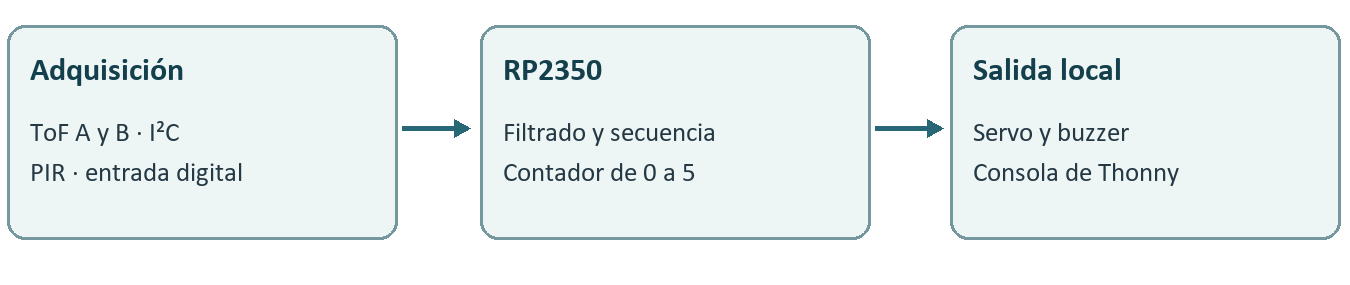 Adquisición
ToF A y B · I²C
PIR · entrada digital
RP2350
Filtrado y secuencia
Contador de 0 a 5
Salida local
Servo y buzzer
Consola de Thonny